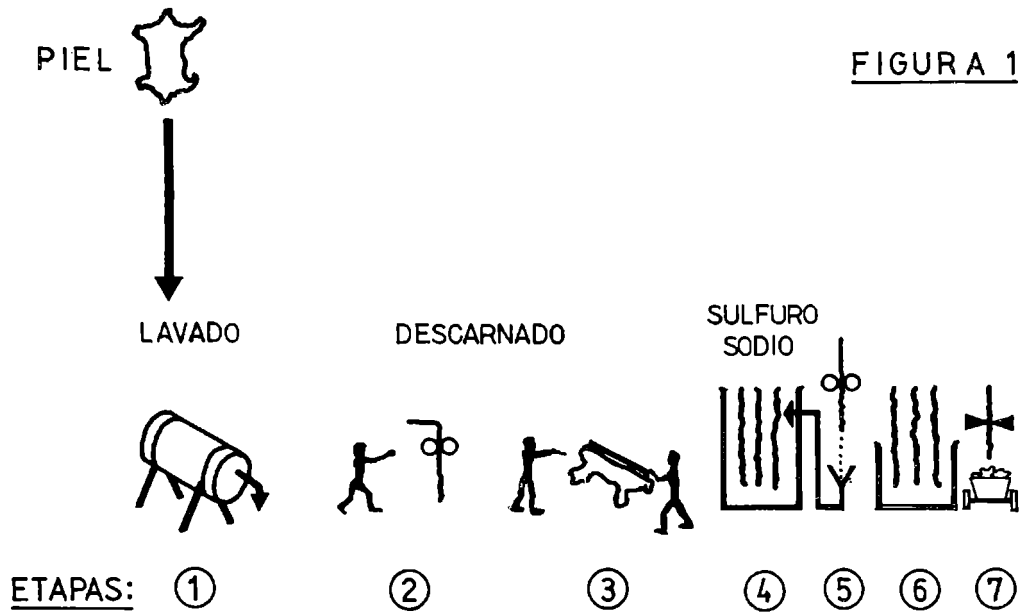 PIEL
FIGURA 1
LAVADO
DESCARNADO
SULFURO
SODIO
ETAPAS: 1 2 3 4 5 6 7